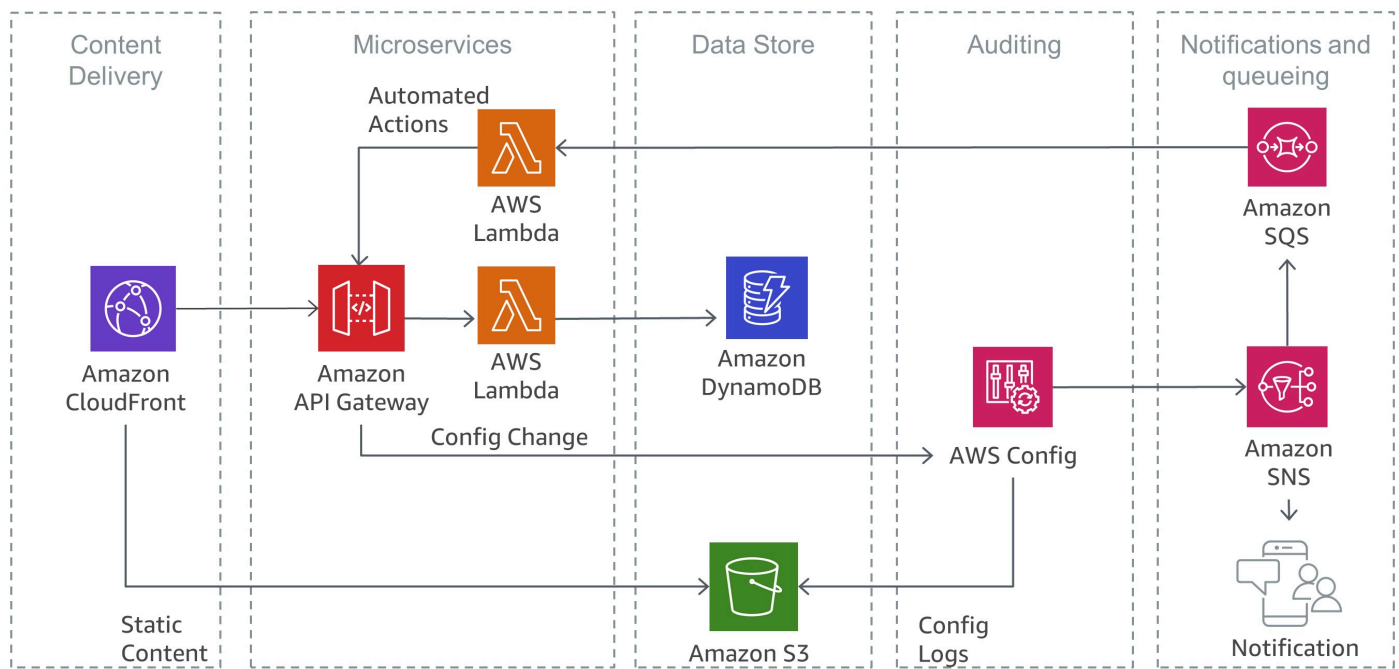 Content
Delivery
Microservices
Data Store
Auditing
Notifications and
queueing
Automated
Actions
AWS
Lambda
Amazon
SQS
Amazon
CloudFront
Amazon
API Gateway
AWS
Lambda
Amazon
DynamoDB
Config Change
AWS Config
Amazon
SNS
Static
Content
Amazon S3
Config
Logs
Notification